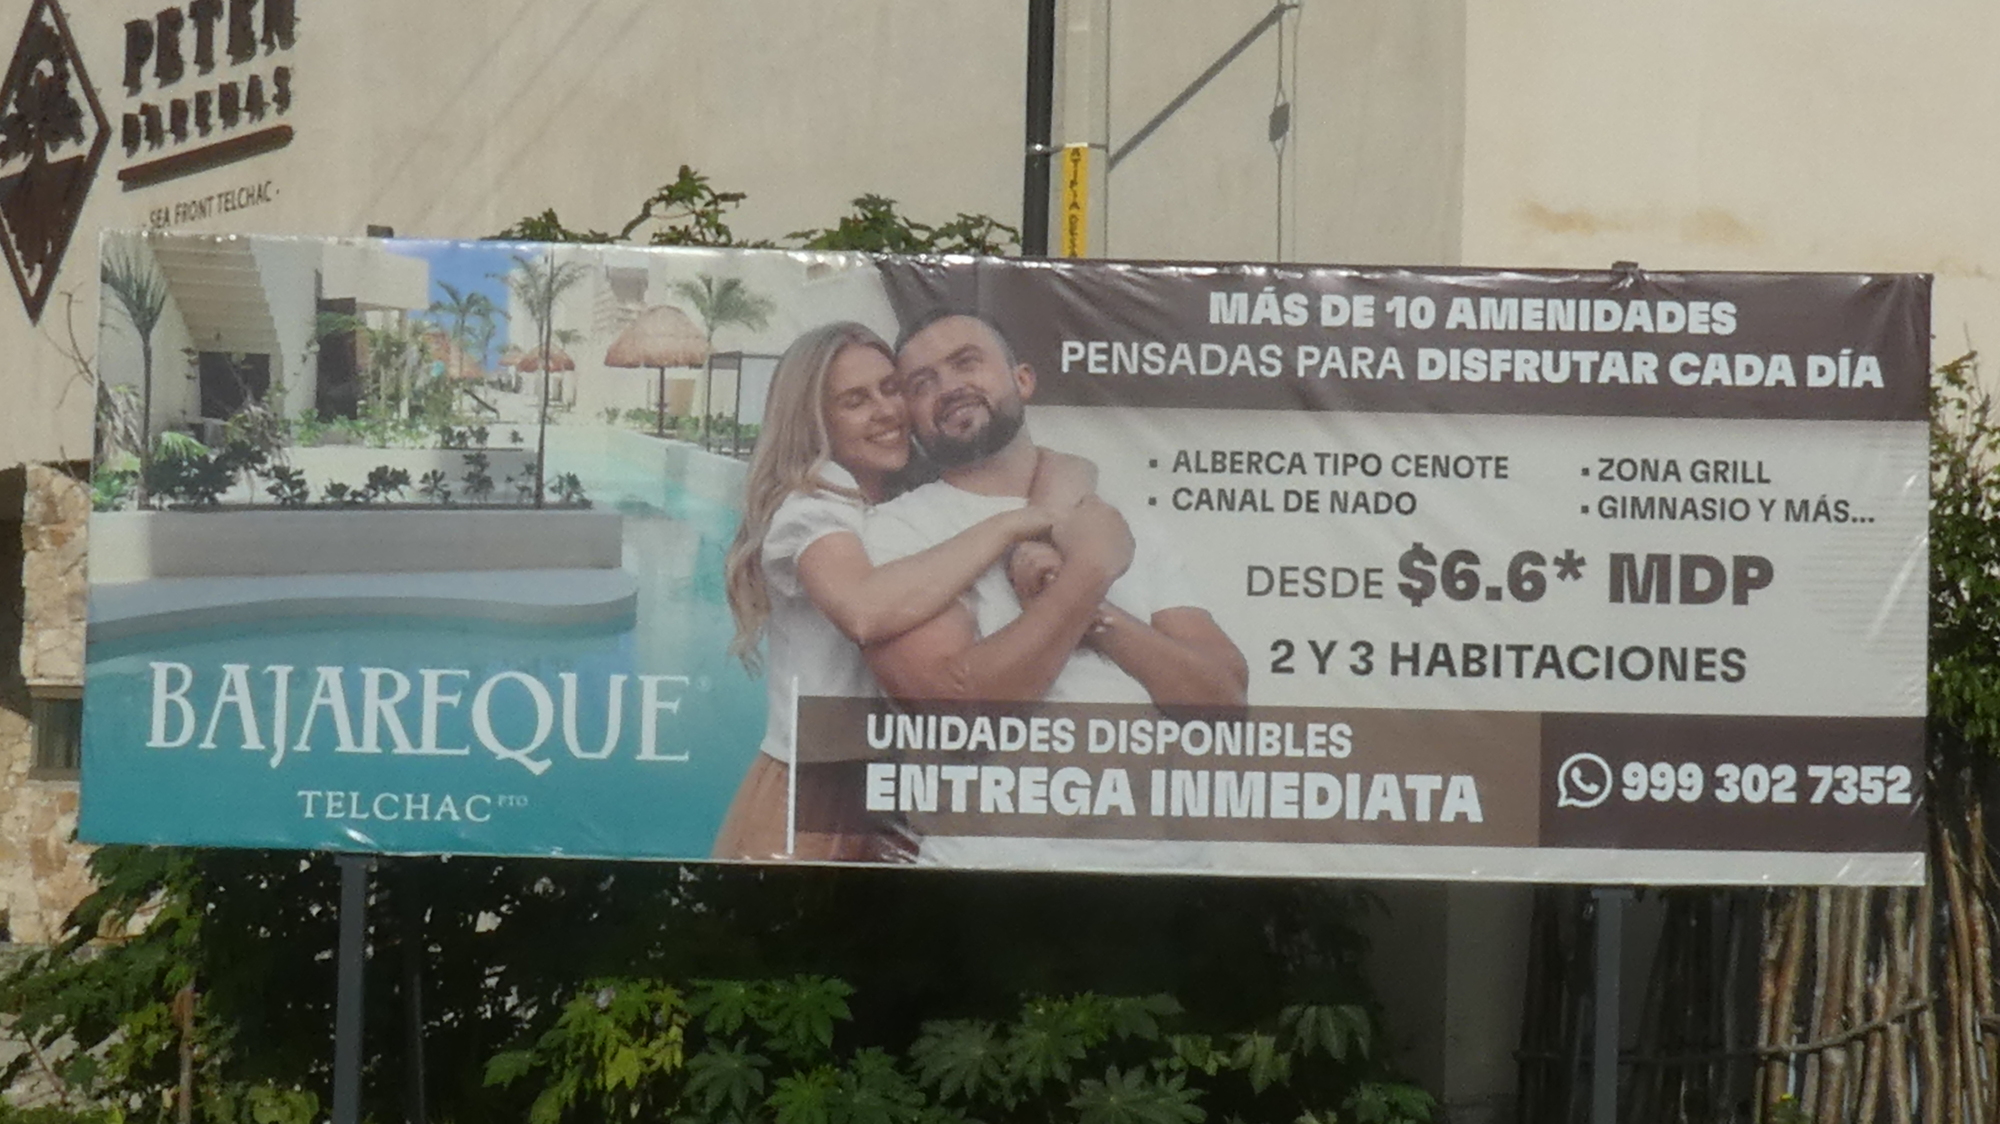 PETEN
D'ARENAS
SEA FRONT TELCHAC
MÁS DE 10 AMENIDADES
PENSADAS PARA DISFRUTAR CADA DÍA
▪ ALBERCA TIPO CENOTE
▪ CANAL DE NADO
▪ ZONA GRILL
▪ GIMNASIO Y MÁS...
DESDE $6.6* MDP
2 Y 3 HABITACIONES
BAJAREQUE
TELCHAC PTO
UNIDADES DISPONIBLES
ENTREGA INMEDIATA
999 302 7352